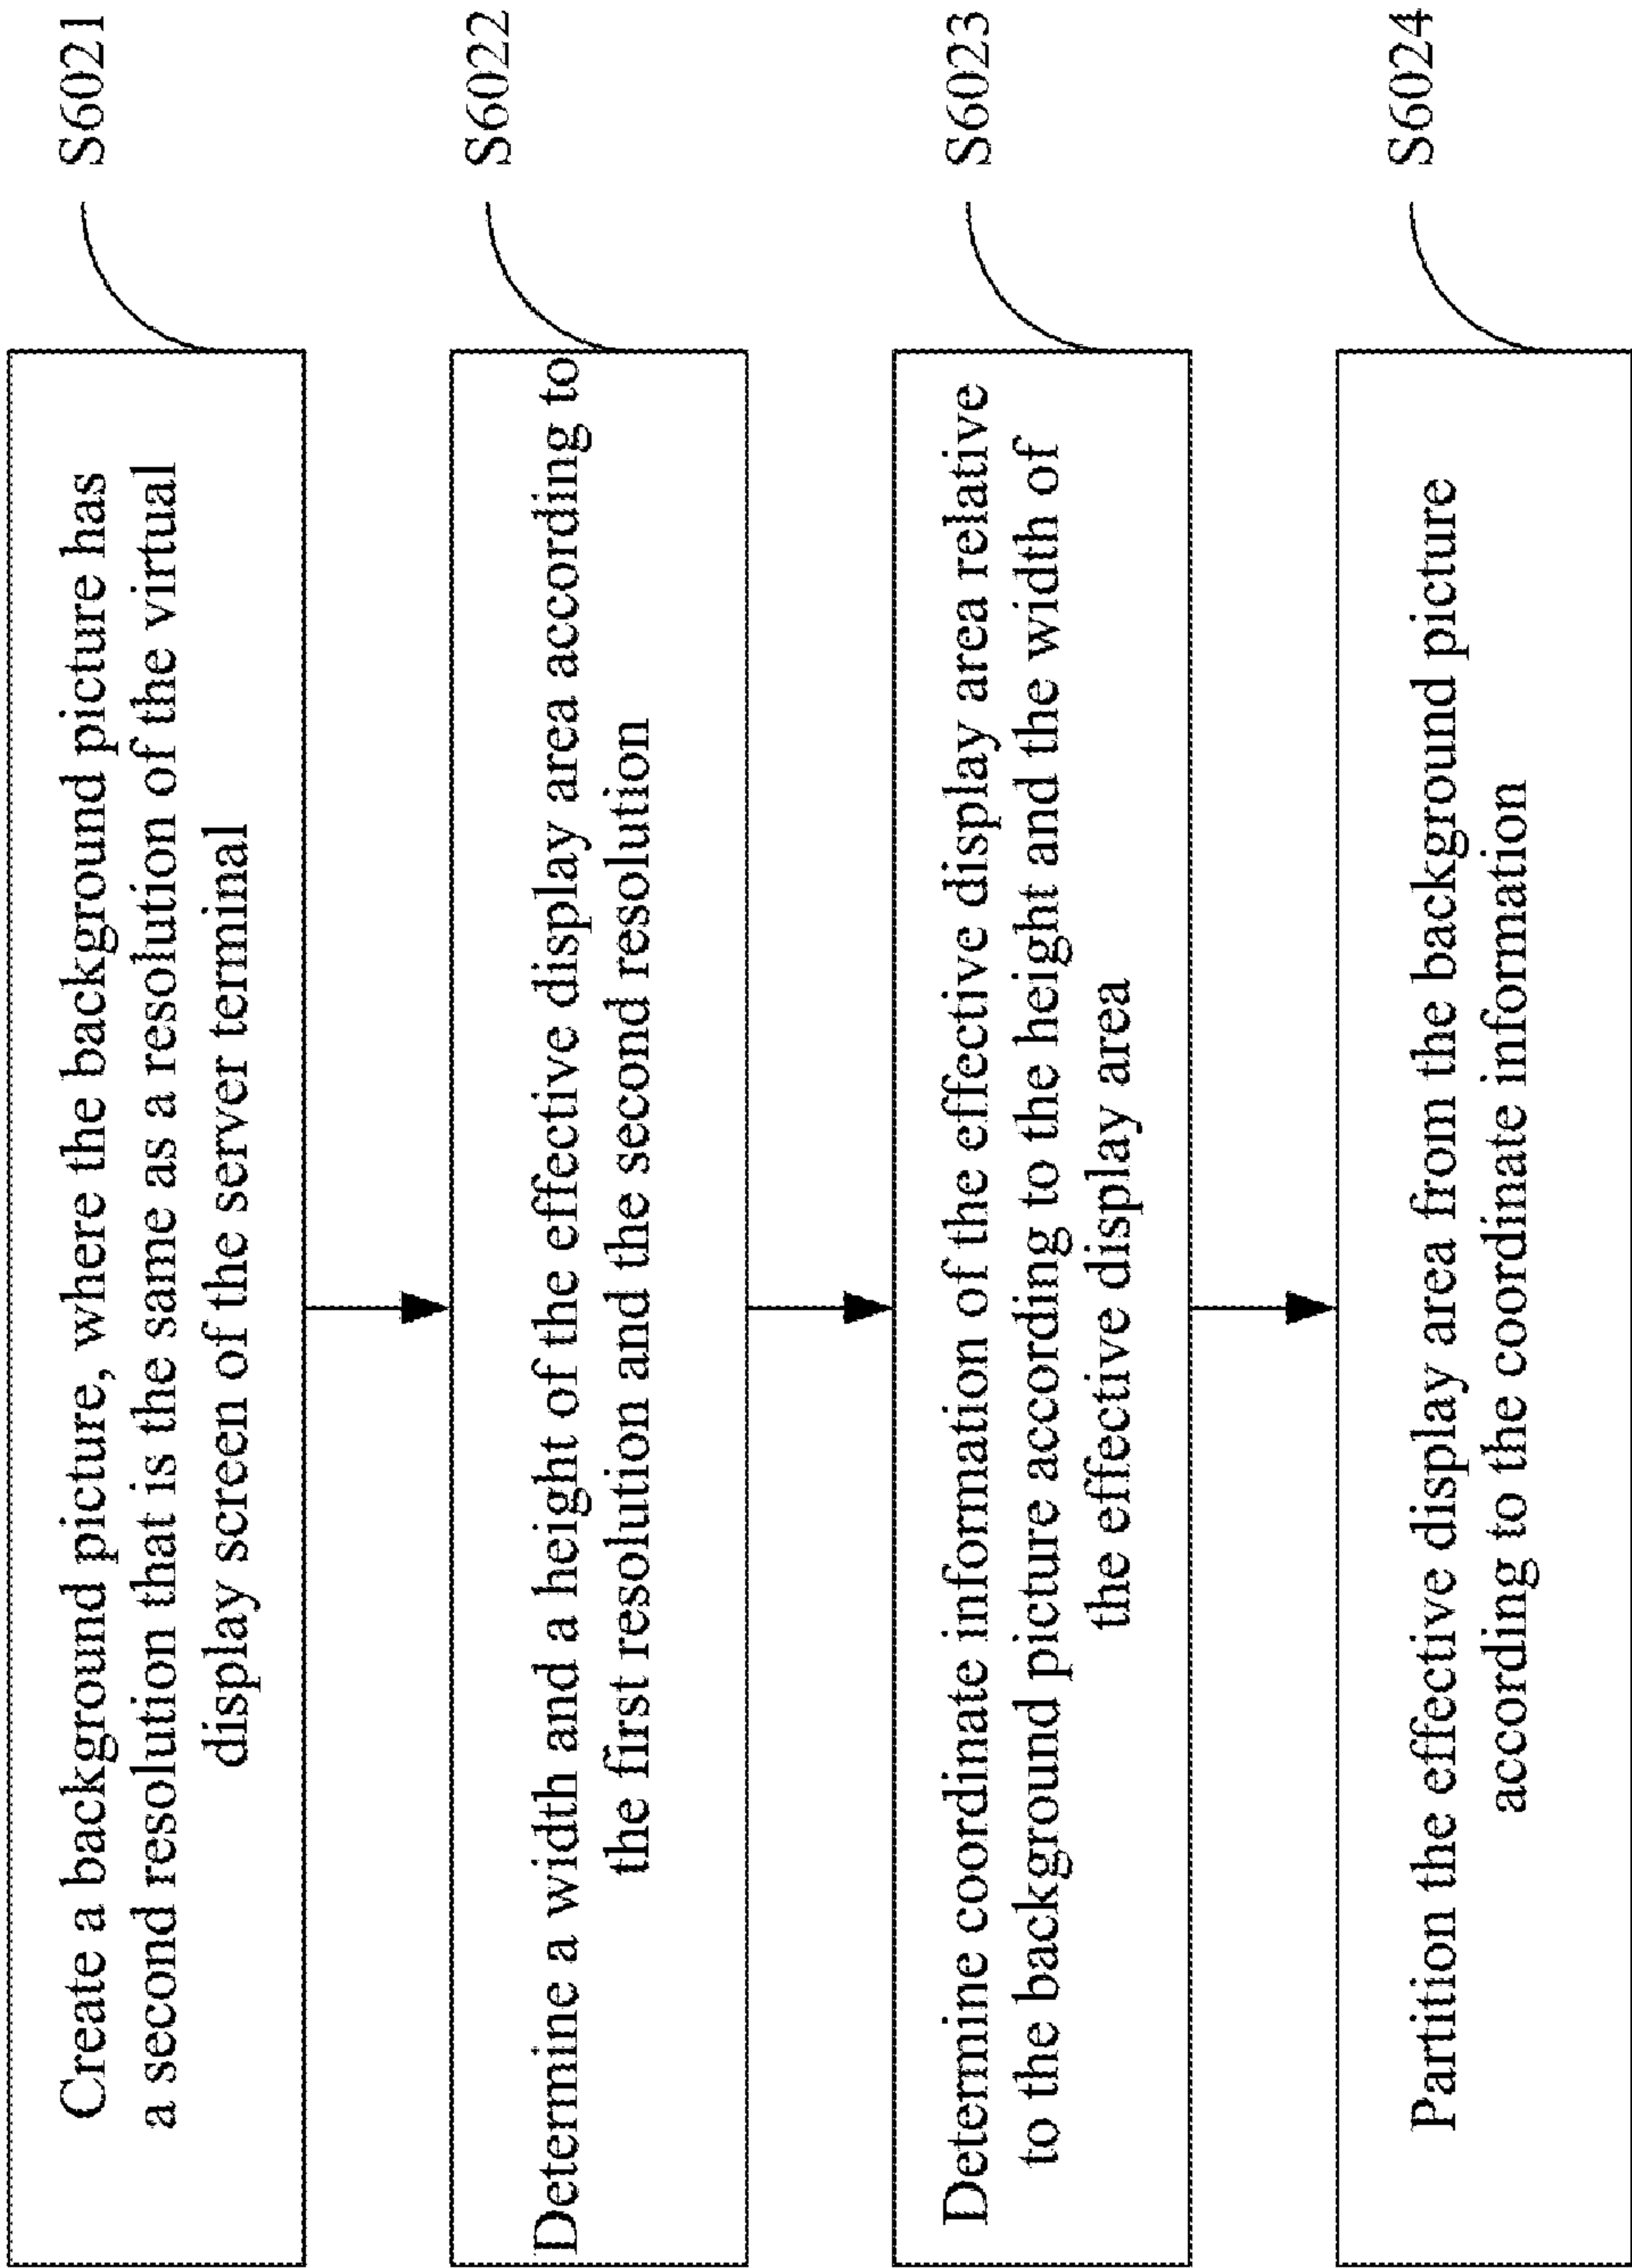 Create a background picture, where the background picture has
a second resolution that is the same as a resolution of the virtual
display screen of the server terminal
S6021
Determine a width and a height of the effective display area according to
the first resolution and the second resolution
S6022
Determine coordinate information of the effective display area relative
to the background picture according to the height and the width of
the effective display area
S6023
Partition the effective display area from the background picture
according to the coordinate information
S6024